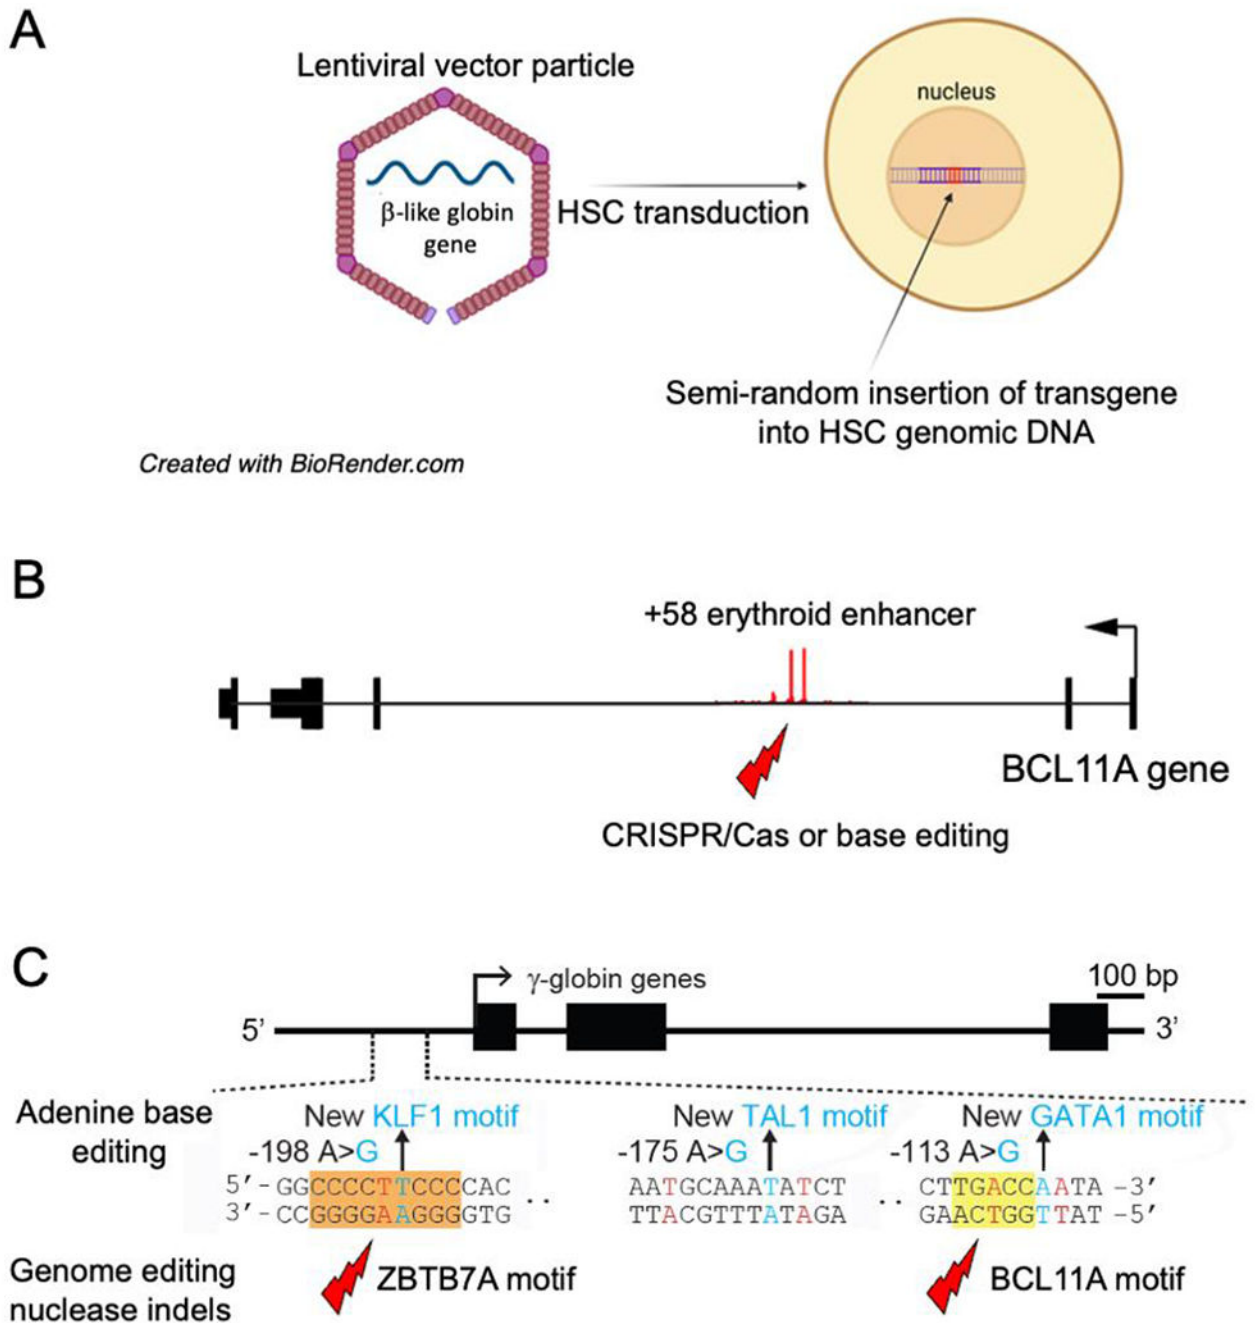 A
Lentiviral vector particle
nucleus
β-like globin
gene
HSC transduction
Semi-random insertion of transgene
into HSC genomic DNA
Created with BioRender.com
B
+58 erythroid enhancer
BCL11A gene
CRISPR/Cas or base editing
C
γ-globin genes
100 bp
5’
3’
Adenine base
editing
New KLF1 motif
New TAL1 motif
New GATA1 motif
-198 A>G
-175 A>G
-113 A>G
5′-GGCCCCTTCCCCAC .. AATGCAAATATCT .. CTTGACCAATA -3′
3′-CCGGGGAAGGGGTG TTACGTTTATAGA GAACTGGTTAT -5′
Genome editing
nuclease indels
ZBTB7A motif
BCL11A motif